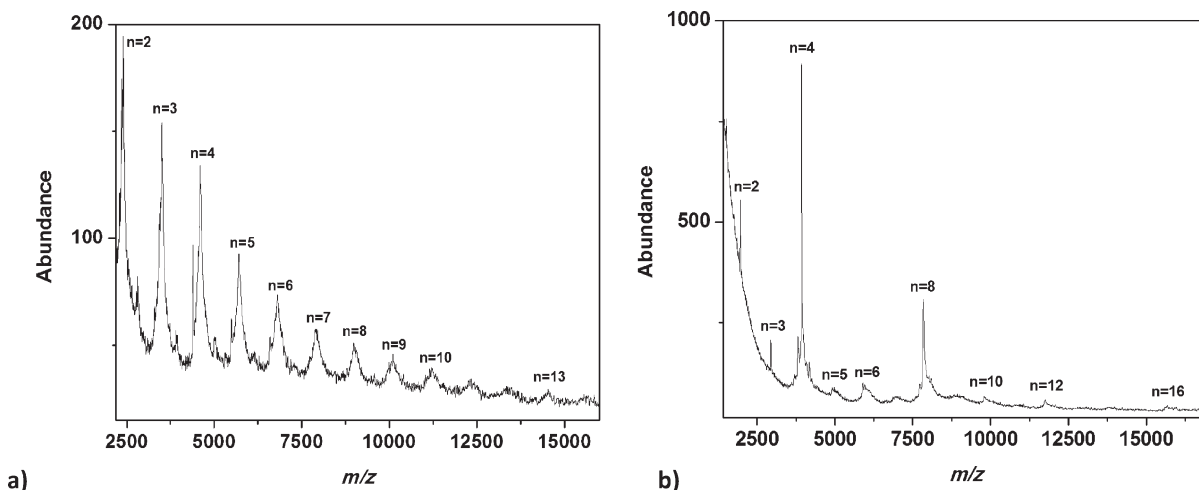 200
n=2
n=3
n=4
n=5
n=6
n=7
n=8
n=9
n=10
n=13
100
Abundance
2500 5000 7500 10000 12500 15000
m/z
a)
1000
n=4
n=2
n=3
n=5
n=6
n=8
n=10
n=12
n=16
500
Abundance
2500 5000 7500 10000 12500 15000
m/z
b)